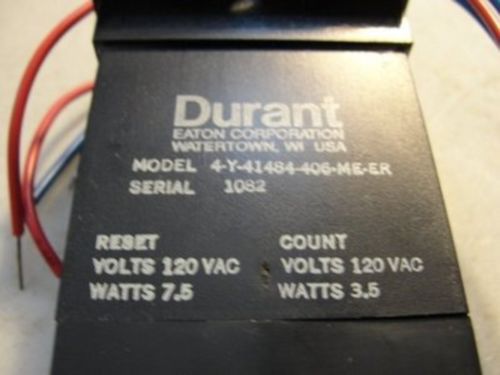 Durant
EATON CORPORATION
WATERTOWN, WI USA
MODEL 4-Y-41484-406-ME-ER
SERIAL 1082
RESET COUNT
VOLTS 120 VAC VOLTS 120 VAC
WATTS 7.5 WATTS 3.5